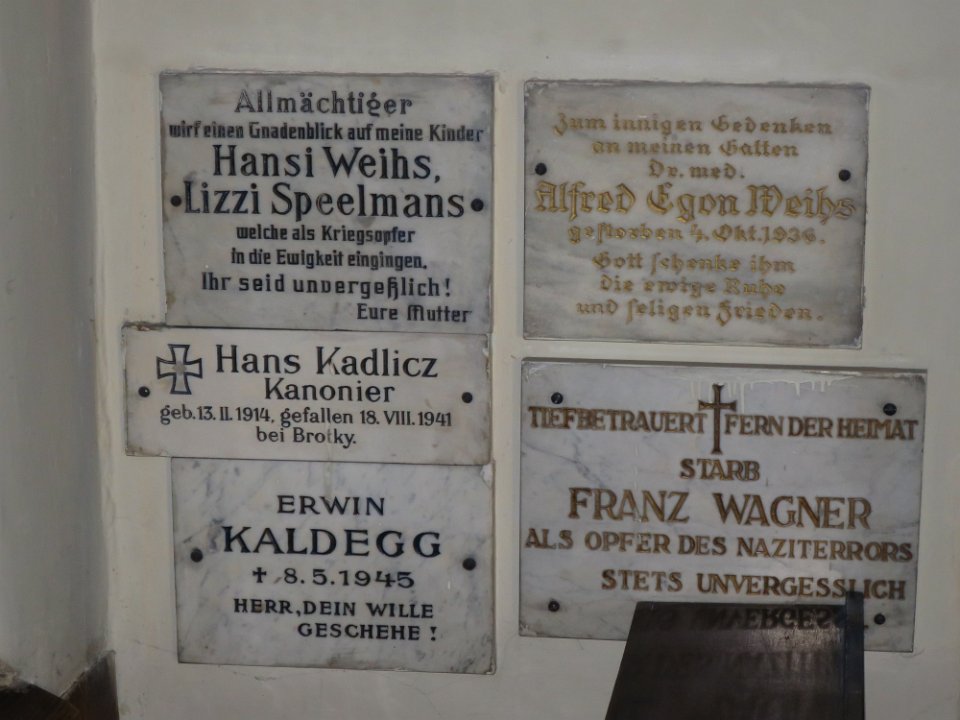 Allmächtiger
wirf einen Gnadenblick auf meine Kinder
Hansi Weihs,
Lizzi Speelmans
welche als Kriegsopfer
in die Ewigkeit eingingen.
Ihr seid unvergeßlich!
Eure Mutter
Hans Kadlicz
Kanonier
geb. 13. II. 1914, gefallen 18. VIII. 1941
bei Brotky.
ERWIN
KALDEGG
✝ 8.5.1945
HERR, DEIN WILLE
GESCHEHE !
Zum innigen Gedenken
an meinen Gatten
Dr. med.
Alfred Egon Weihs
gestorben Okt. 1936.
Gott schenke ihm
die ewige Ruhe
und seligen Frieden.
TIEFBETRAUERT FERN DER HEIMAT
STARB
FRANZ WAGNER
ALS OPFER DES NAZITERRORS
STETS UNVERGESSLICH